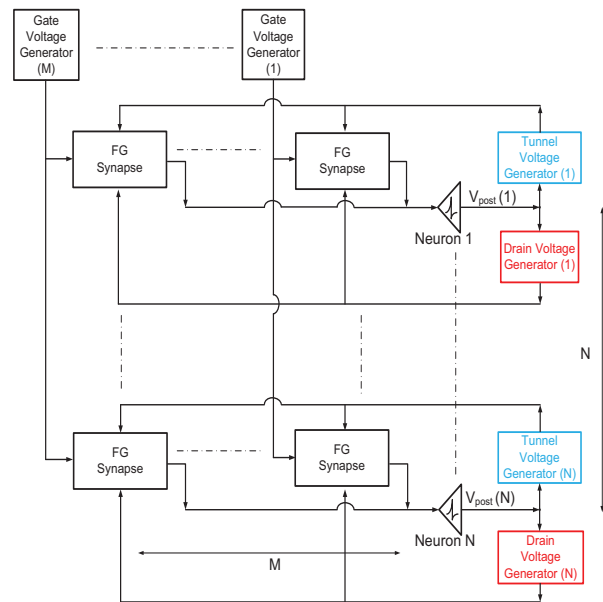 Gate
Voltage
Generator
(M)
Gate
Voltage
Generator
(1)
FG
Synapse
FG
Synapse
Tunnel
Voltage
Generator (1)
Vpost (1)
Neuron 1
Drain Voltage
Generator (1)
N
FG
Synapse
FG
Synapse
Tunnel
Voltage
Generator (N)
Vpost (N)
Neuron N
Drain
Voltage
Generator (N)
M